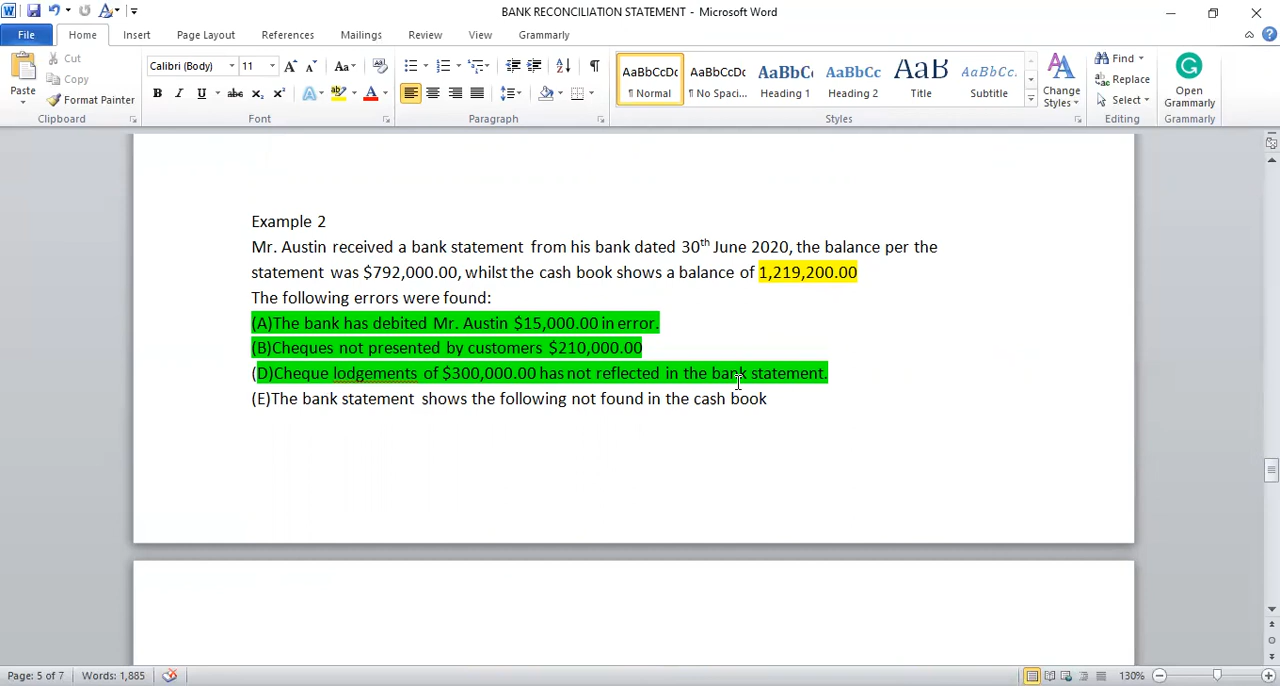 BANK RECONCILIATION STATEMENT - Microsoft Word
File Home Insert Page Layout References Mailings Review View Grammarly
Cut
Copy
Format Painter
Paste
Calibri (Body) 11
AaBbCcDc AaBbCcDc AaBbC( AaBbCc AaB AaBbCc.
¶ Normal ¶ No Spaci... Heading 1 Heading 2 Title Subtitle
Change Styles
Find
Replace
Select
Open Grammarly
Clipboard Font Paragraph Styles Editing Grammarly
Example 2
Mr. Austin received a bank statement from his bank dated 30th June 2020, the balance per the
statement was $792,000.00, whilst the cash book shows a balance of 1,219,200.00
The following errors were found:
(A)The bank has debited Mr. Austin $15,000.00 in error.
(B)Cheques not presented by customers $210,000.00
(D)Cheque lodgements of $300,000.00 has not reflected in the bank statement.
(E)The bank statement shows the following not found in the cash book
Page: 5 of 7 Words: 1,885 130%